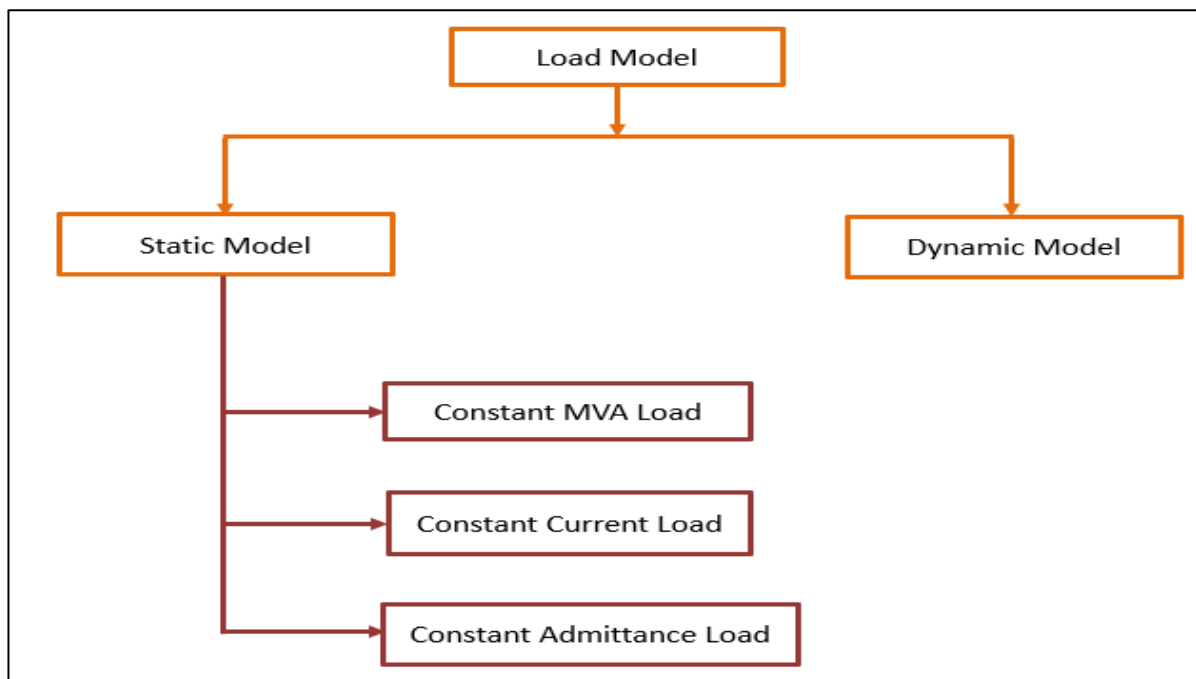 Load Model
Static Model
Dynamic Model
Constant MVA Load
Constant Current Load
Constant Admittance Load